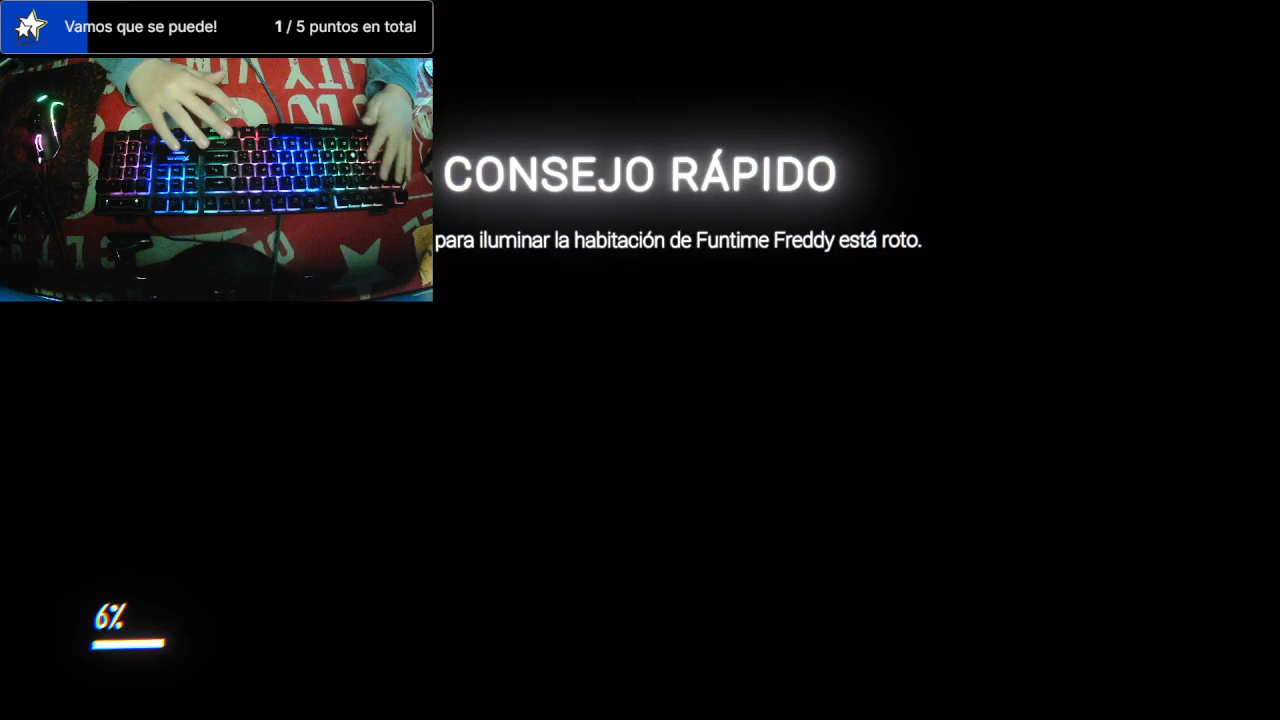 Vamos que se puede!
1 / 5 puntos en total
CONSEJO RÁPIDO
para iluminar la habitación de Funtime Freddy está roto.
6%